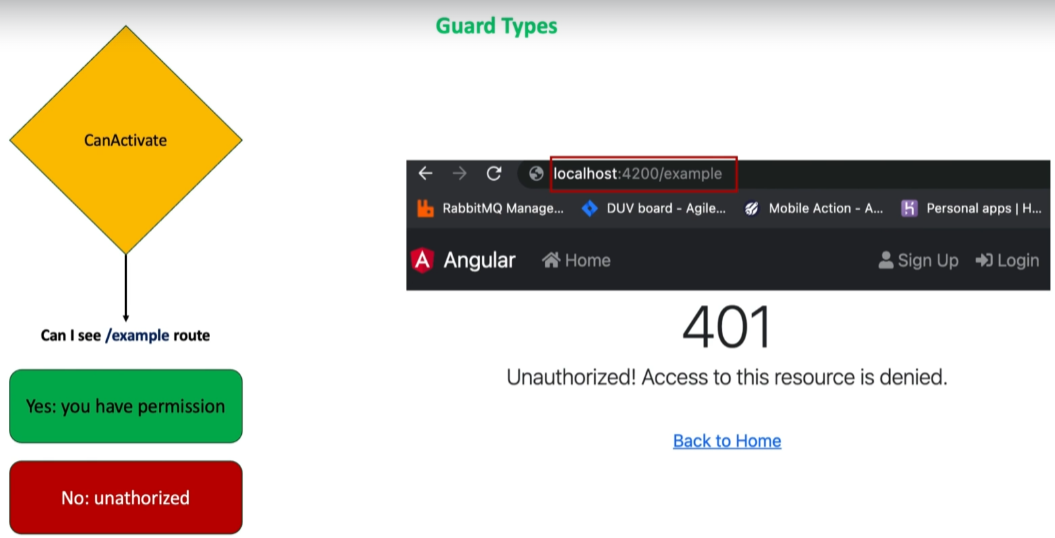 Guard Types
CanActivate
Can I see /example route
Yes: you have permission
No: unathorized
localhost:4200/example
RabbitMQ Manage... DUV board - Agile... Mobile Action - A... Personal apps | H...
Angular Home Sign Up Login
401
Unauthorized! Access to this resource is denied.
Back to Home